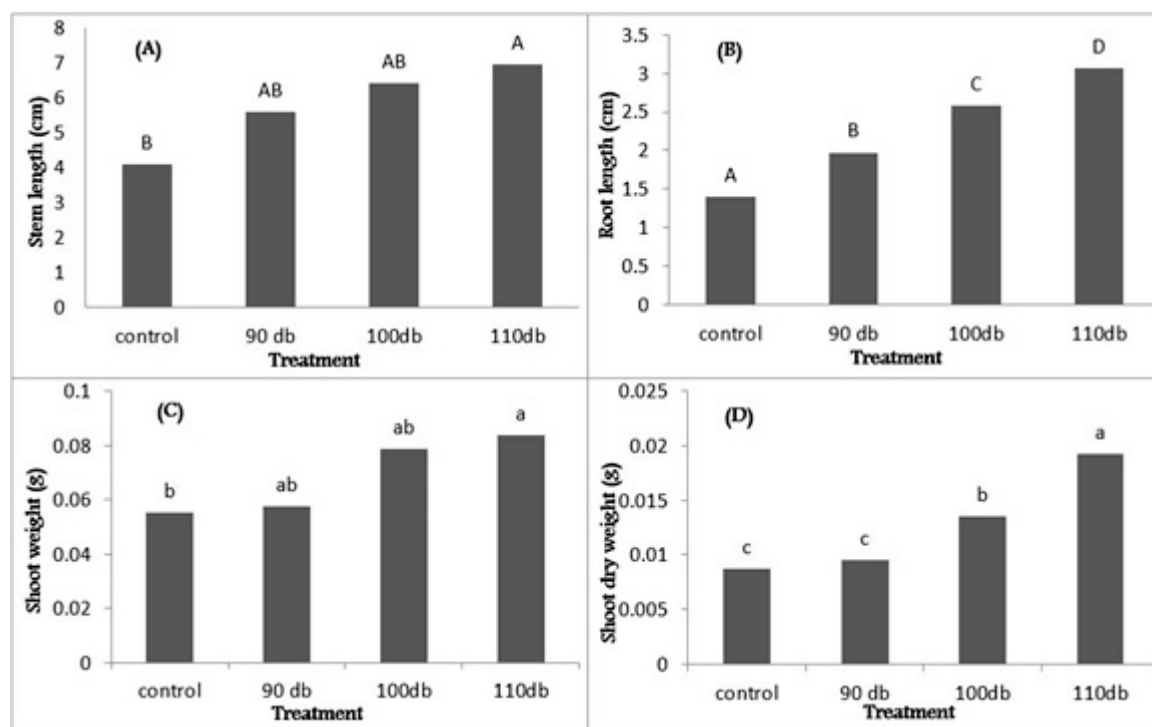 (A)
Stem length (cm)
8
7
6
5
4
3
2
1
0
B
AB
AB
A
control
90 db
100db
110db
Treatment
(B)
Root length (cm)
3.5
3
2.5
2
1.5
1
0.5
0
A
B
C
D
control
90 db
100db
110db
Treatment
(C)
Shoot weight (g)
0.1
0.08
0.06
0.04
0.02
0
b
ab
ab
a
control
90 db
100db
110db
Treatment
(D)
Shoot dry weight (g)
0.025
0.02
0.015
0.01
0.005
0
c
c
b
a
control
90 db
100db
110db
Treatment